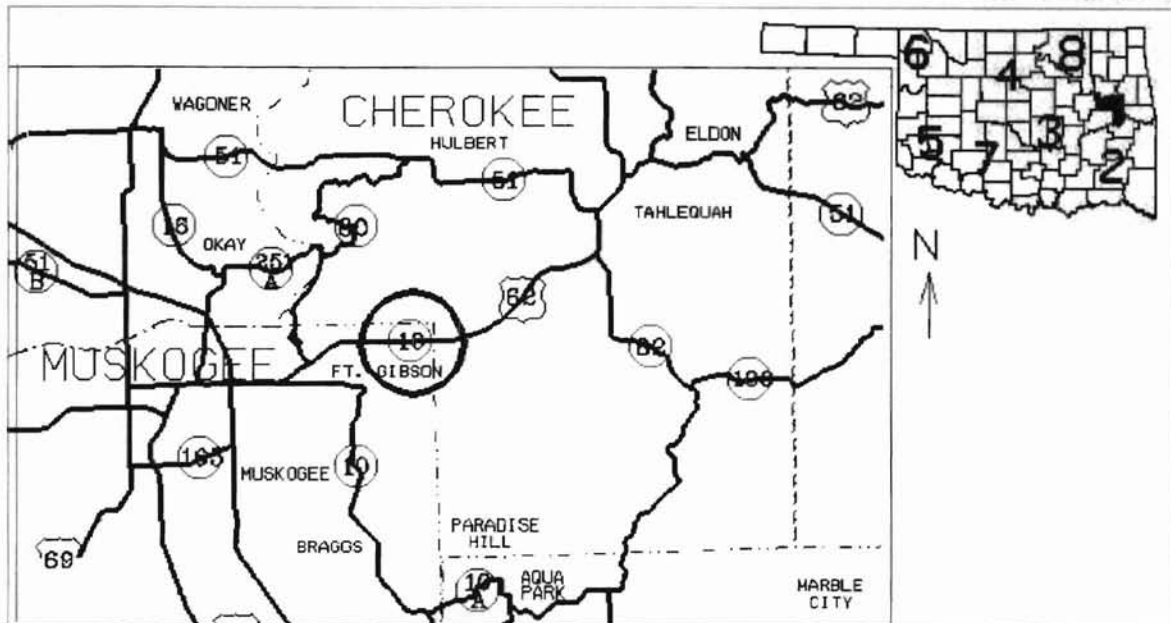 6
8
4
5
7
3
1
2
WAGONER
CHEROKEE
HULBERT
ELDON
62
51
51
TAHLEQUAH
51
16
80
OKAY
51
B
251
A
62
N
10
82
MUSKOGEE
FT. GIBSON
100
165
MUSKOGEE
10
PARADISE
HILL
BRAGGS
69
10
A
AQUA
PARK
MARBLE
CITY